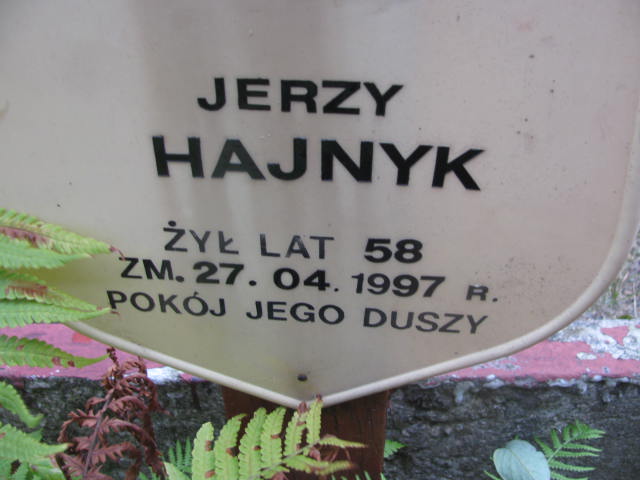 JERZY
HAJNYK
ŻYŁ LAT 58
ZM. 27. 04. 1997 R.
POKÓJ JEGO DUSZY